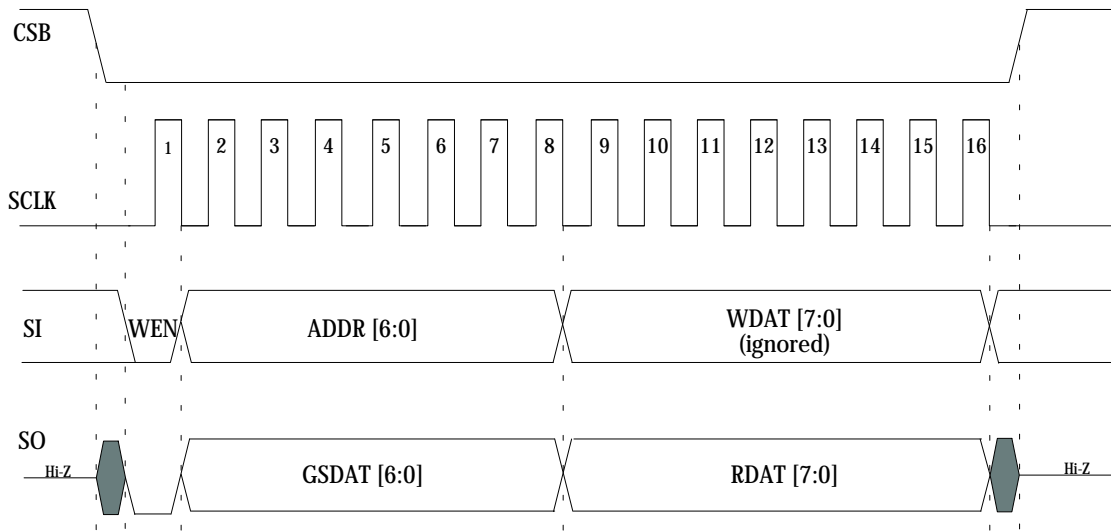 CSB
1 2 3 4 5 6 7 8 9 10 11 12 13 14 15 16
SCLK
SI WEN ADDR [6:0] WDAT [7:0]
(ignored)
SO
Hi-Z GSDAT [6:0] RDAT [7:0] Hi-Z